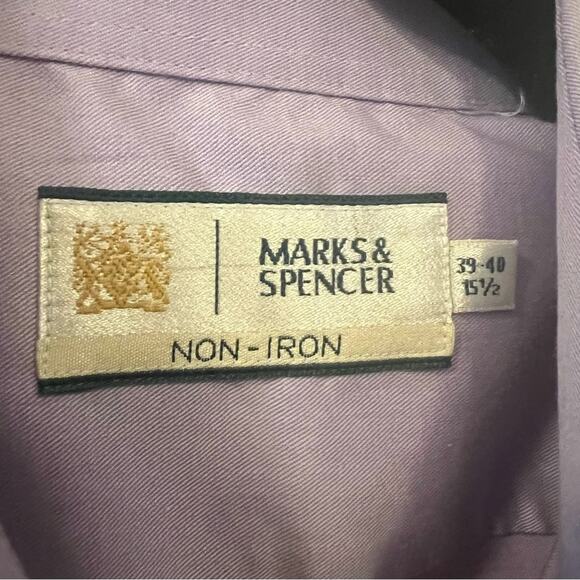 MARKS &
SPENCER
NON-IRON
39-40
15½